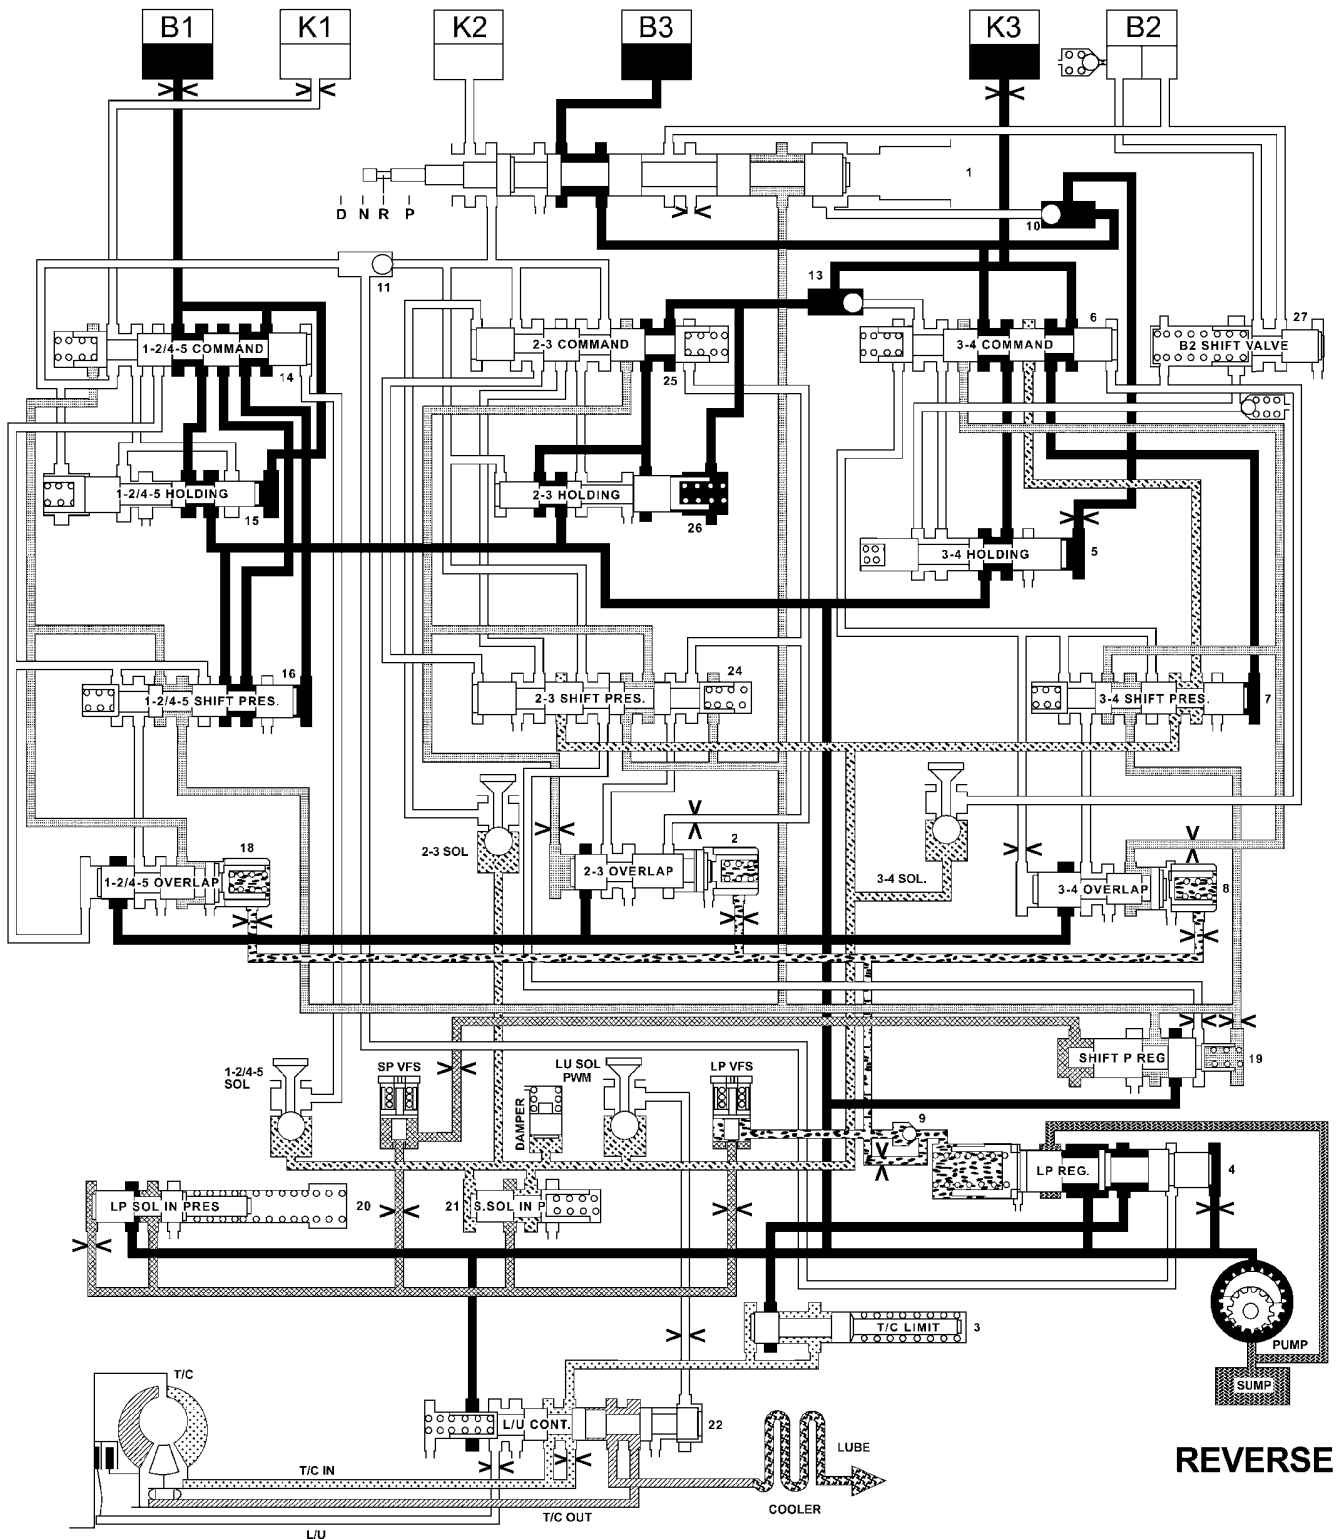 B1 K1 K2 B3 K3 B2
1
D N R P
10
11
13
1-2/4-5 COMMAND
14
2-3 COMMAND
25
6
3-4 COMMAND
27
B2 SHIFT VALVE
1-2/4-5 HOLDING
15
2-3 HOLDING
26
3-4 HOLDING
5
16
1-2/4-5 SHIFT PRES.
24
2-3 SHIFT PRES.
3-4 SHIFT PRES.
7
2-3 SOL
18
1-2/4-5 OVERLAP
2
2-3 OVERLAP
3-4 SOL.
3-4 OVERLAP
8
SHIFT P REG
19
1-2/4-5
SOL
SP VFS
DAMPER
LU SOL
PWM
LP VFS
9
LP REG.
4
LP SOL IN PRES
20
21
S.SOL IN P
T/C LIMIT
3
PUMP
SUMP
T/C
L/U CONT.
22
T/C IN
T/C OUT
L/U
LUBE
COOLER
REVERSE